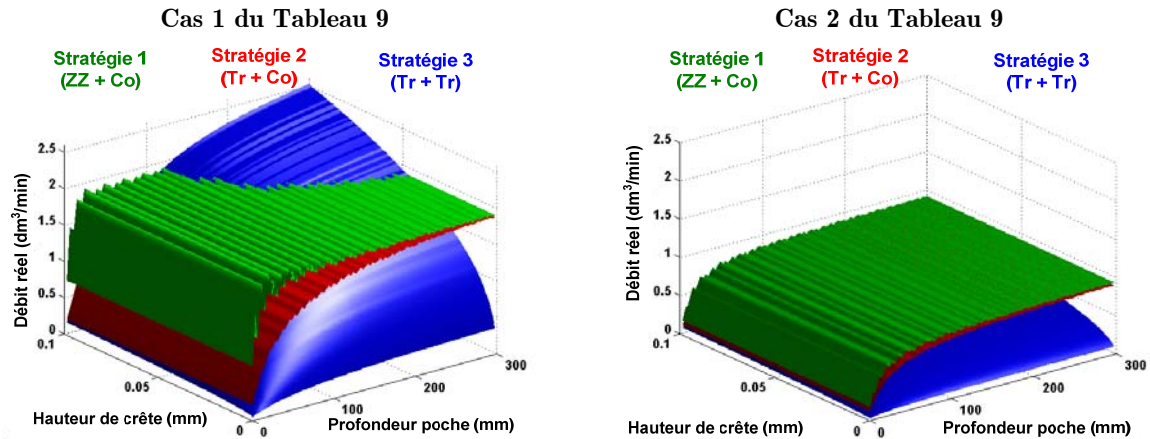 Cas 1 du Tableau 9
Stratégie 1
(ZZ + Co)
Stratégie 2
(Tr + Co)
Stratégie 3
(Tr + Tr)
Débit réel (dm³/min)
2.5
2
1.5
1
0.5
0
0.1
0.05
0
Hauteur de crête (mm)
0
100
200
300
Profondeur poche (mm)
Cas 2 du Tableau 9
Stratégie 1
(ZZ + Co)
Stratégie 2
(Tr + Co)
Stratégie 3
(Tr + Tr)
Débit réel (dm³/min)
2.5
2
1.5
1
0.5
0
0.1
0.05
0
Hauteur de crête (mm)
0
100
200
300
Profondeur poche (mm)